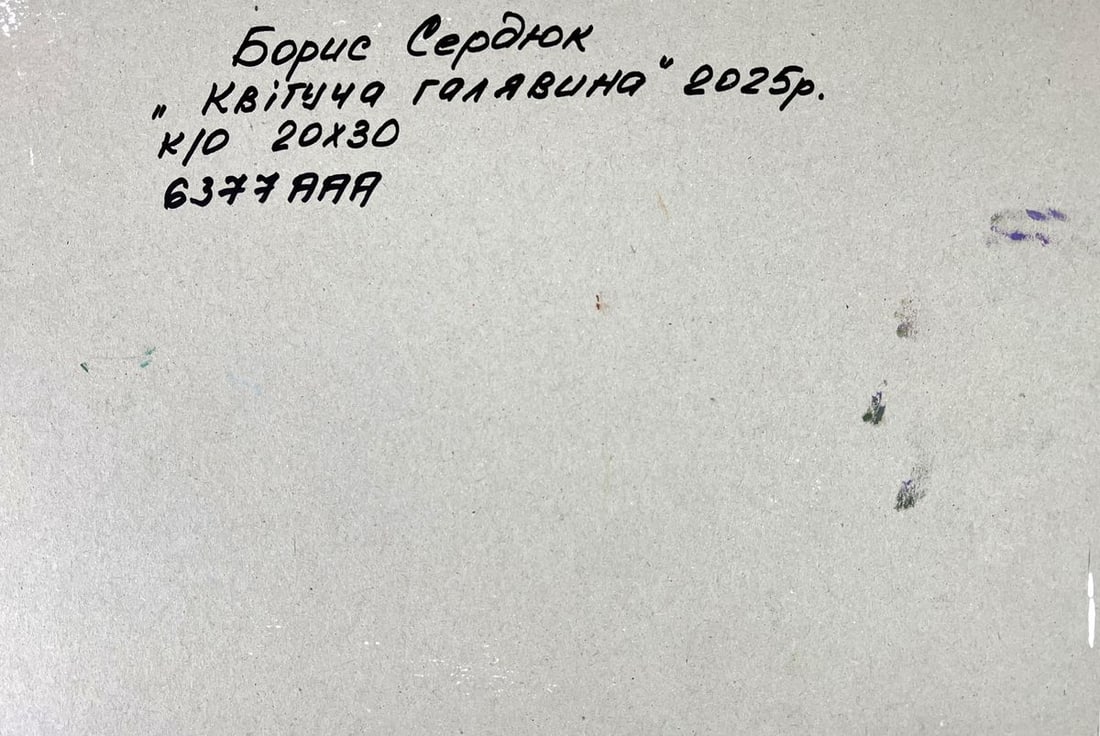 Борис Сердюк
„ Квітуча галявина " 2025р.
к/о 20х30
6377 ААА